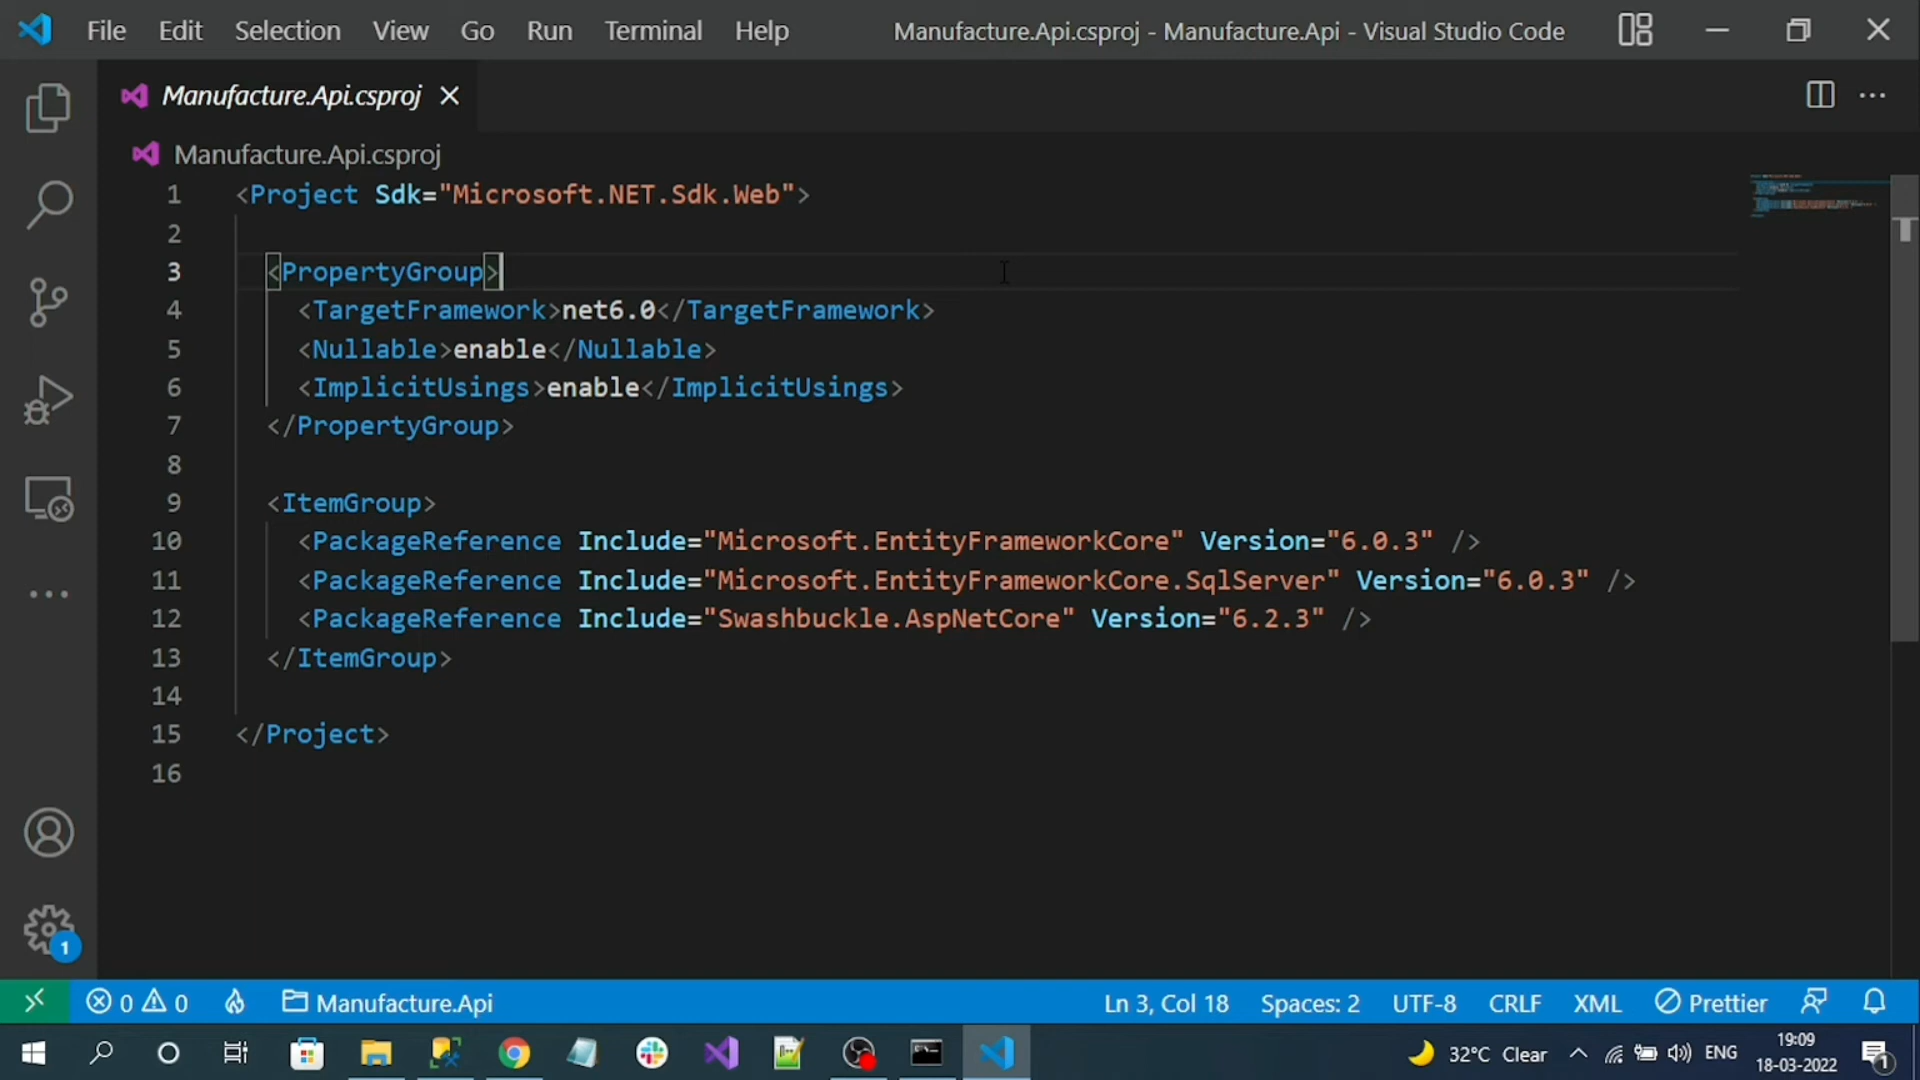 File Edit Selection View Go Run Terminal Help Manufacture.Api.csproj - Manufacture.Api - Visual Studio Code
Manufacture.Api.csproj
Manufacture.Api.csproj
1 <Project Sdk="Microsoft.NET.Sdk.Web">
2
3 <PropertyGroup>
4 <TargetFramework>net6.0</TargetFramework>
5 <Nullable>enable</Nullable>
6 <ImplicitUsings>enable</ImplicitUsings>
7 </PropertyGroup>
8
9 <ItemGroup>
10 <PackageReference Include="Microsoft.EntityFrameworkCore" Version="6.0.3" />
11 <PackageReference Include="Microsoft.EntityFrameworkCore.SqlServer" Version="6.0.3" />
12 <PackageReference Include="Swashbuckle.AspNetCore" Version="6.2.3" />
13 </ItemGroup>
14
15 </Project>
16
1
0 0 Manufacture.Api Ln 3, Col 18 Spaces: 2 UTF-8 CRLF XML Prettier
32°C Clear ENG 19:09
18-03-2022
1